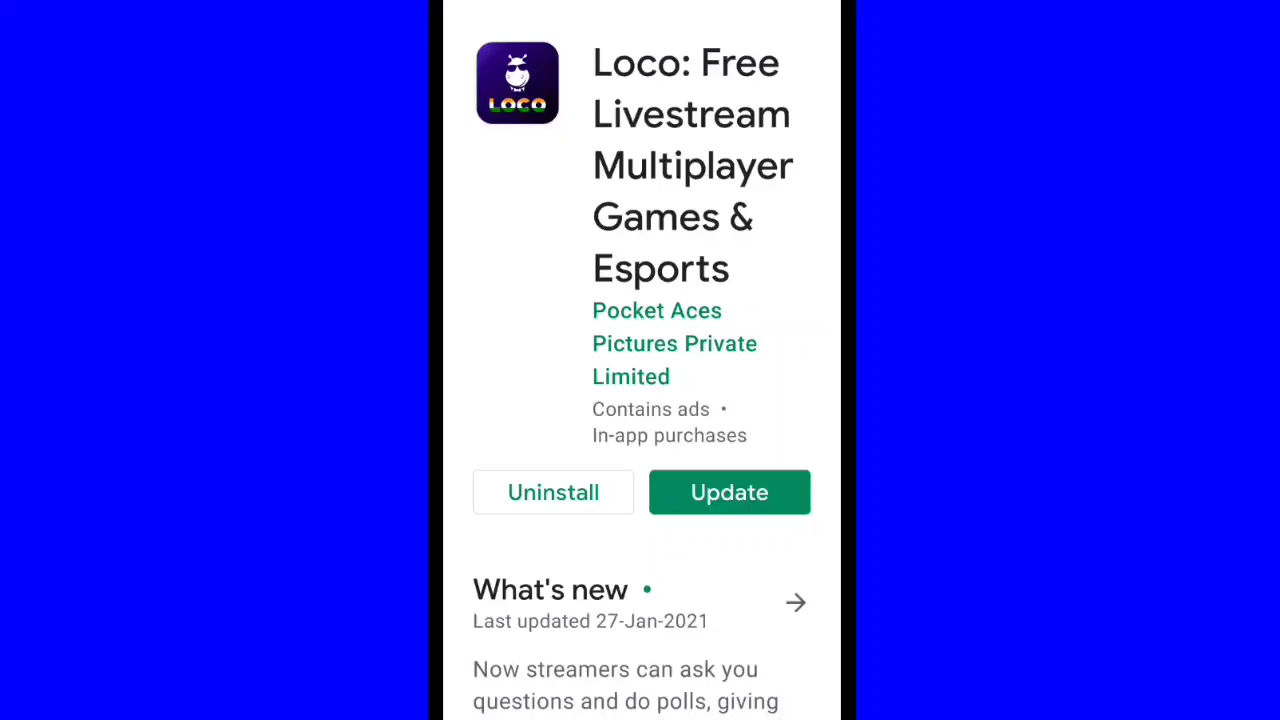 LOCO
Loco: Free
Livestream
Multiplayer
Games &
Esports
Pocket Aces
Pictures Private
Limited
Contains ads •
In-app purchases
Uninstall
Update
What's new •
Last updated 27-Jan-2021
Now streamers can ask you
questions and do polls, giving